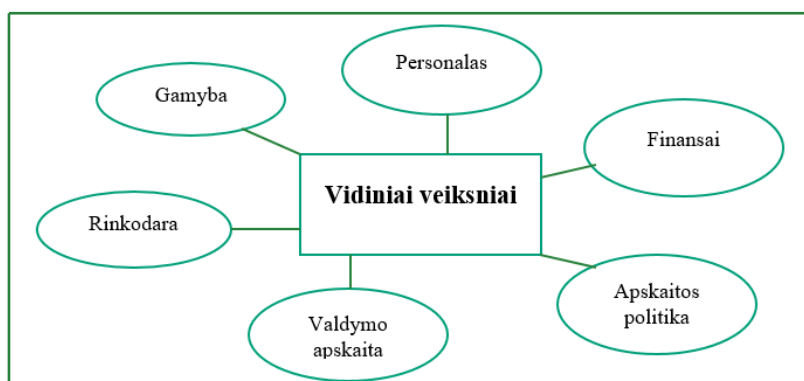 Personalas
Gamyba
Finansai
Vidiniai veiksniai
Rinkodara
Apskaitos
politika
Valdymo
apskaita